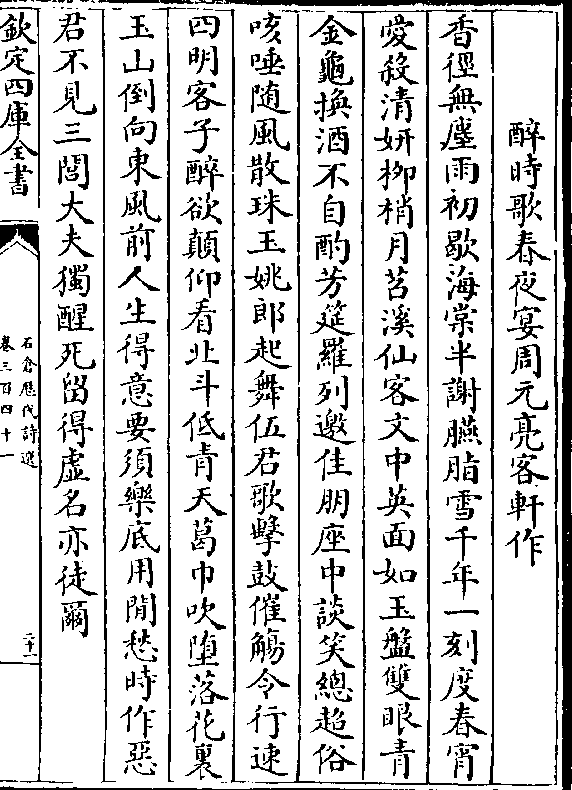 醉時歌春夜宴周元亮客軒作
香徑無塵雨初歇海棠半謝臙脂雪千年一刻度春宵
愛殺清妍柳梢月苕溪仙客文中英面如玉盤雙眼青
金龜換酒不自酌芳筵羅列邀佳朋座中談笑總超俗
咳唾随風散珠玉姚郎起舞伍君歌擊鼓催觴令行速
四明客子醉欲顛仰看北斗低青天葛巾吹堕落花裏
玉山倒向東風前人生得意要須樂底用閒愁時作惡
君不見三閭大夫獨醒死留得虚名亦徒爾
欽定四庫全書
石倉歷代詩選
卷三百四十一
二十二